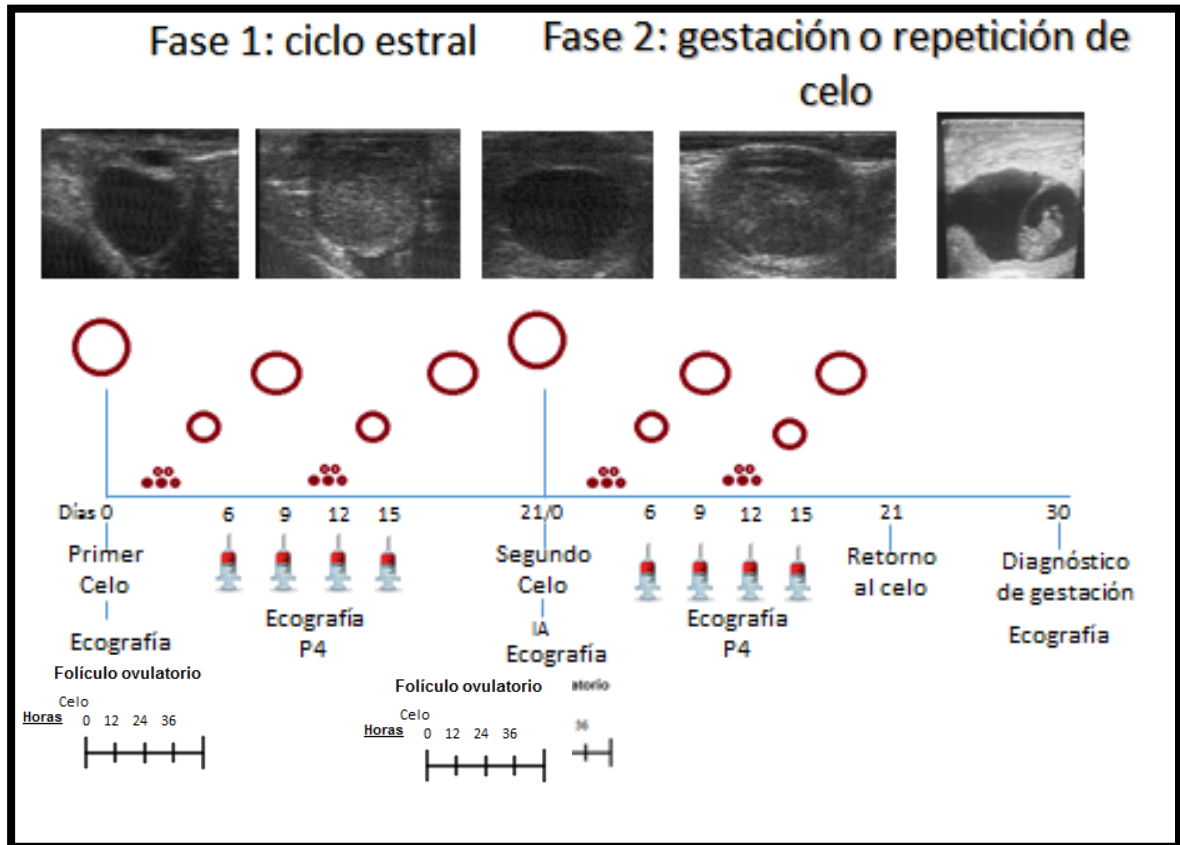 Fase 1: ciclo estral
Fase 2: gestación o repetición de
celo
Días 0 6 9 12 15 21/0 6 9 12 15 21 30
Primer
Celo
Ecografía
Ecografía
P4
Segundo
Celo
IA
Ecografía
Ecografía
P4
Retorno
al celo
Diagnóstico
de gestación
Ecografía
Folículo ovulatorio
Celo
Horas 0 12 24 36
Folículo ovulatorio
Celo
Horas 0 12 24 36
atorio
36